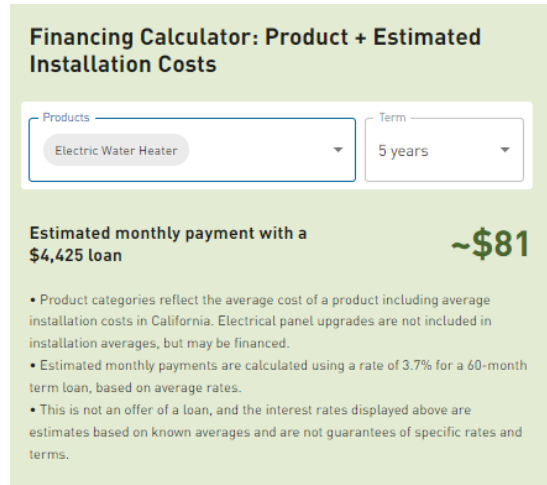 Financing Calculator: Product + Estimated
Installation Costs
Products
Term
Electric Water Heater
5 years
Estimated monthly payment with a
$4,425 loan
~$81
• Product categories reflect the average cost of a product including average
installation costs in California. Electrical panel upgrades are not included in
installation averages, but may be financed.
• Estimated monthly payments are calculated using a rate of 3.7% for a 60-month
term loan, based on average rates.
• This is not an offer of a loan, and the interest rates displayed above are
estimates based on known averages and are not guarantees of specific rates and
terms.